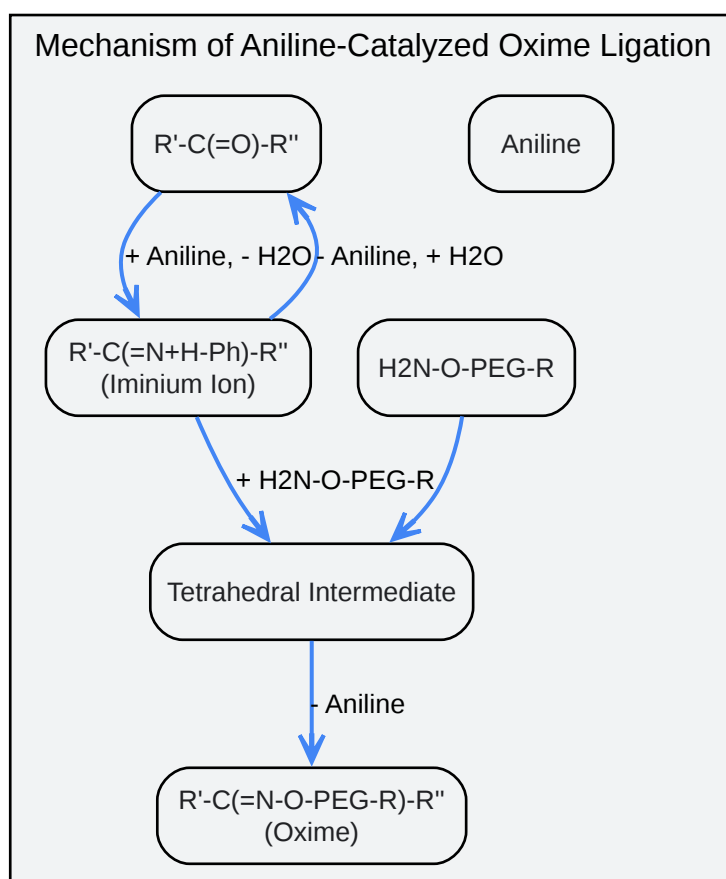 Mechanism of Aniline-Catalyzed Oxime Ligation
R'-C(=O)-R"
Aniline
+ Aniline, - H2O
- Aniline, + H2O
R'-C(=N+H-Ph)-R"
(Iminium Ion)
H2N-O-PEG-R
+ H2N-O-PEG-R
Tetrahedral Intermediate
- Aniline
R'-C(=N-O-PEG-R)-R"
(Oxime)